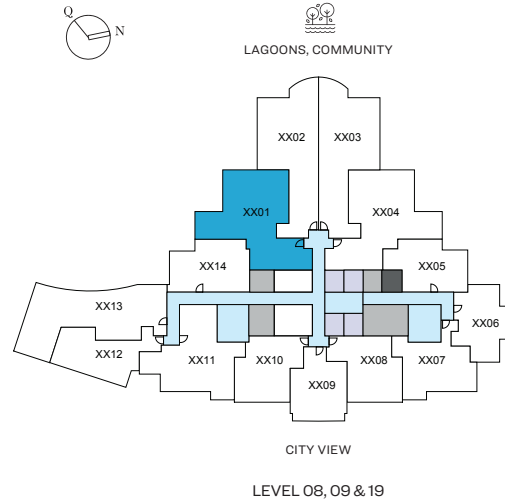 Q
N
LAGOONS, COMMUNITY
XX02
XX03
XX01
XX04
XX14
XX05
XX13
XX06
XX12
XX11
XX10
XX08
XX07
XX09
CITY VIEW
LEVEL 08, 09 & 19